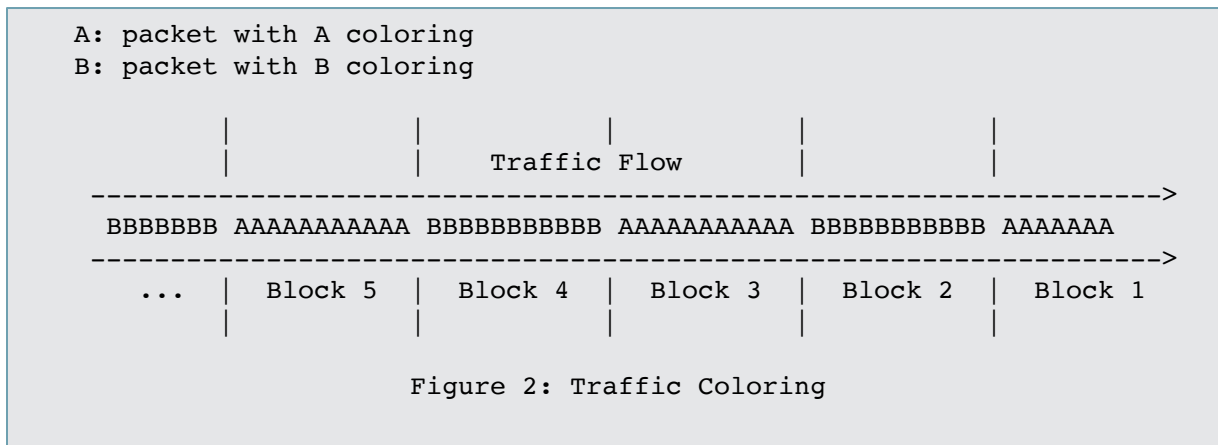 A: packet with A coloring
B: packet with B coloring
|           |           |           |           |
|           |    Traffic Flow       |           |
------------------------------------------------------------------->
BBBBBBB AAAAAAAAAAA BBBBBBBBBBB AAAAAAAAAAA BBBBBBBBBBB AAAAAAA
------------------------------------------------------------------->
...  |  Block 5  |  Block 4  |  Block 3  |  Block 2  |  Block 1
|           |           |           |           |
Figure 2: Traffic Coloring